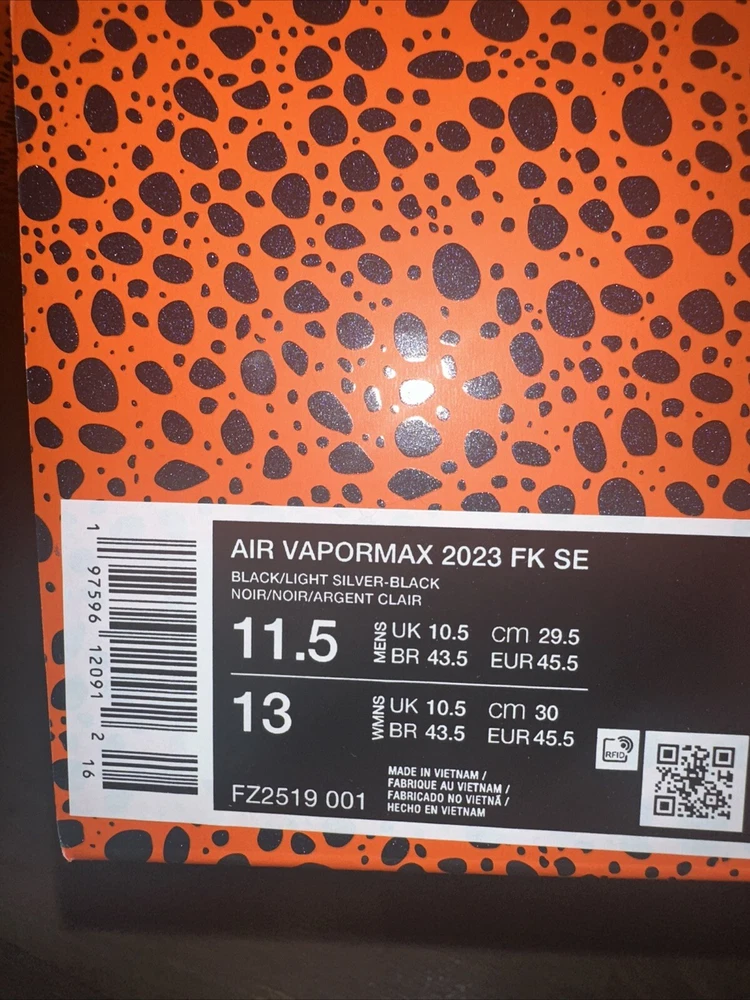 1 97596 12091 2 16
AIR VAPORMAX 2023 FK SE
BLACK/LIGHT SILVER-BLACK
NOIR/NOIR/ARGENT CLAIR
11.5 MENS UK 10.5 cm 29.5
BR 43.5 EUR 45.5
13 WMNS UK 10.5 cm 30
BR 43.5 EUR 45.5
FZ2519 001
MADE IN VIETNAM /
FABRIQUE AU VIETNAM /
FABRICADO NO VIETNÃ /
HECHO EN VIETNAM
RFID